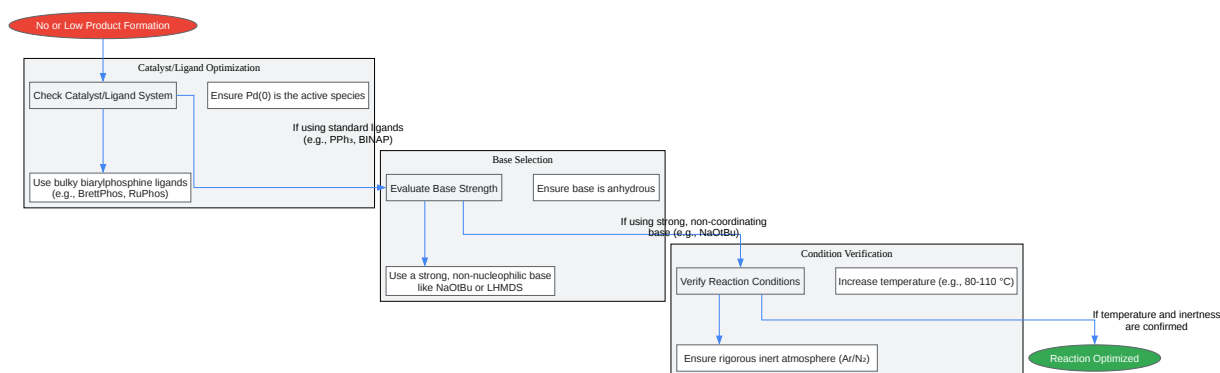 No or Low Product Formation
Catalyst/Ligand Optimization
Check Catalyst/Ligand System
Ensure Pd(0) is the active species
If using standard ligands
(e.g., PPh₃, BINAP)
Use bulky biarylphosphine ligands
(e.g., BrettPhos, RuPhos)
Base Selection
Evaluate Base Strength
Ensure base is anhydrous
If using strong, non-coordinating
base (e.g., NaOtBu)
Use a strong, non-nucleophilic base
like NaOtBu or LHMDS
Condition Verification
Verify Reaction Conditions
Increase temperature (e.g., 80-110 °C)
If temperature and inertness
are confirmed
Ensure rigorous inert atmosphere (Ar/N₂)
Reaction Optimized